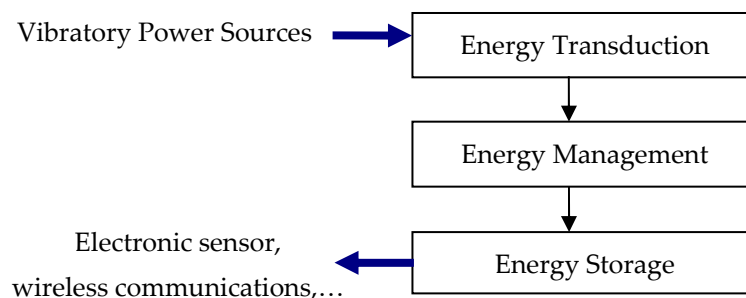 Vibratory Power Sources
Energy Transduction
Energy Management
Electronic sensor,
wireless communications,...
Energy Storage